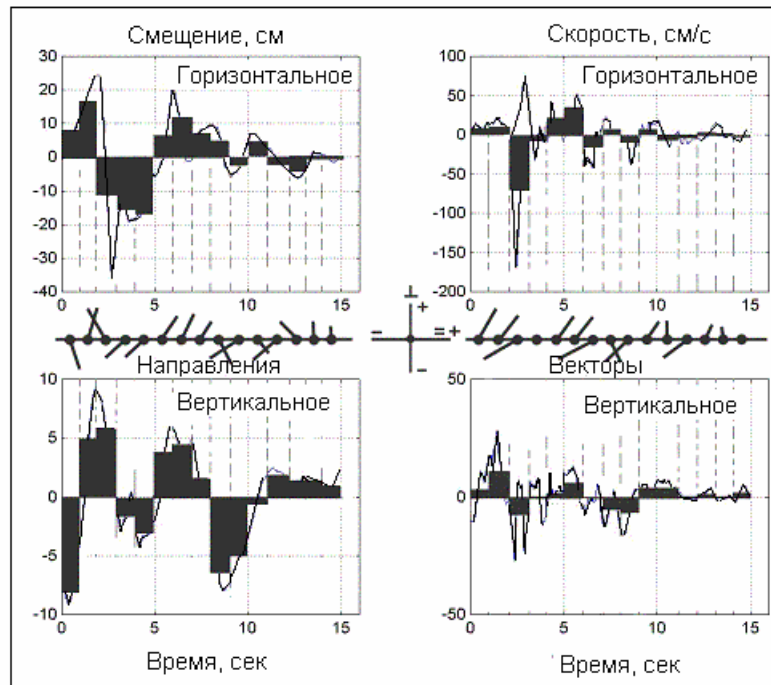 Смещение, см
Скорость, см/с
30
20
10
0
-10
-20
-30
-40
Горизонтальное
0 5 10 15
100
50
0
-50
-100
-150
-200
Горизонтальное
0 5 10 15
⊥
+
- =+
-
Направления
Векторы
10
5
0
-5
-10
Вертикальное
0 5 10 15
50
0
-50
Вертикальное
0 5 10 15
Время, сек
Время, сек